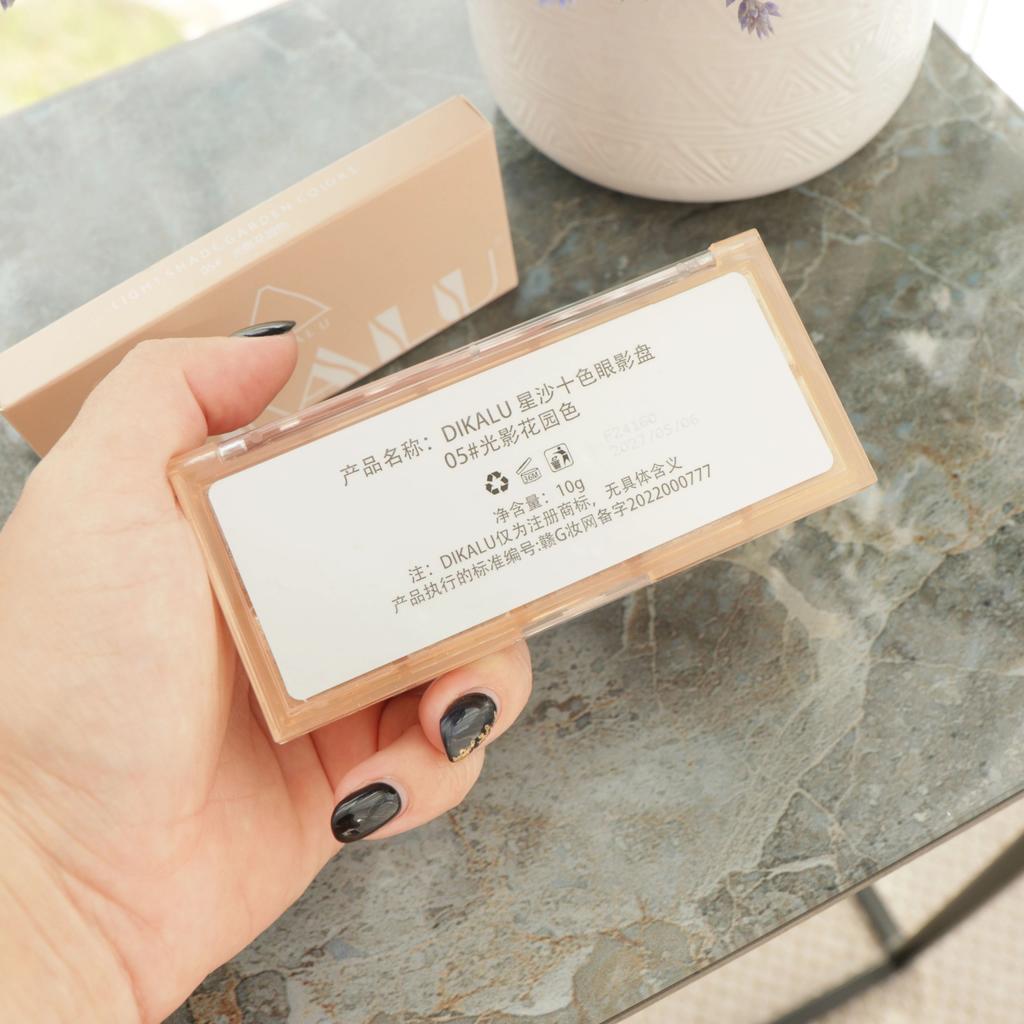 LIGHT SHADE GARDEN COLORS
05#
产品名称：DIKALU 星沙十色眼影盘
05#光影花园色
F24160
2027/05/06
36M
净含量：10g
注：DIKALU仅为注册商标，无具体含义
产品执行的标准编号:赣G妆网备字2022000777